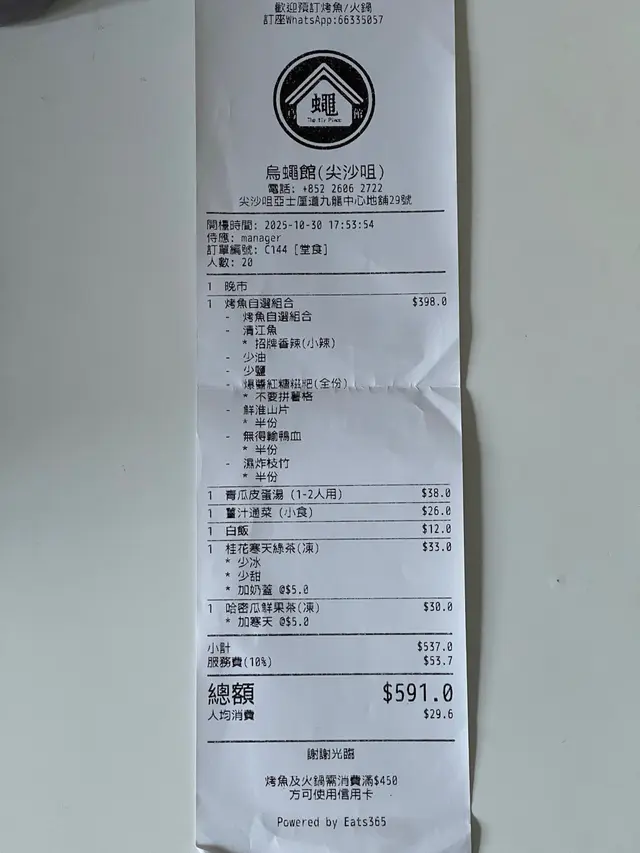 歡迎預訂烤魚/火鍋
訂座WhatsApp:66335057
烏 蠅 館
The Fly Place
烏蠅館(尖沙咀)
電話: +852 2606 2722
尖沙咀亞士厘道九龍中心地舖29號
開檯時間: 2025-10-30 17:53:54
侍應: manager
訂單編號: C144 [堂食]
人數: 20
1 晚市
1 烤魚自選組合 $398.0
- 烤魚自選組合
- 清江魚
* 招牌香辣(小辣)
- 少油
- 少鹽
- 爆漿紅糖糍粑(全份)
* 不要拼薯格
- 鮮淮山片
* 半份
- 無得輸鴨血
* 半份
- 濕炸枝竹
* 半份
1 青瓜皮蛋湯 (1-2人用) $38.0
1 薑汁通菜 (小食) $26.0
1 白飯 $12.0
1 桂花寒天綠茶(凍) $33.0
* 少冰
* 少甜
* 加奶蓋 @$5.0
1 哈密瓜鮮果茶(凍) $30.0
* 加寒天 @$5.0
小計 $537.0
服務費(10%) $53.7
總額 $591.0
人均消費 $29.6
謝謝光臨
烤魚及火鍋需消費滿$450
方可使用信用卡
Powered by Eats365